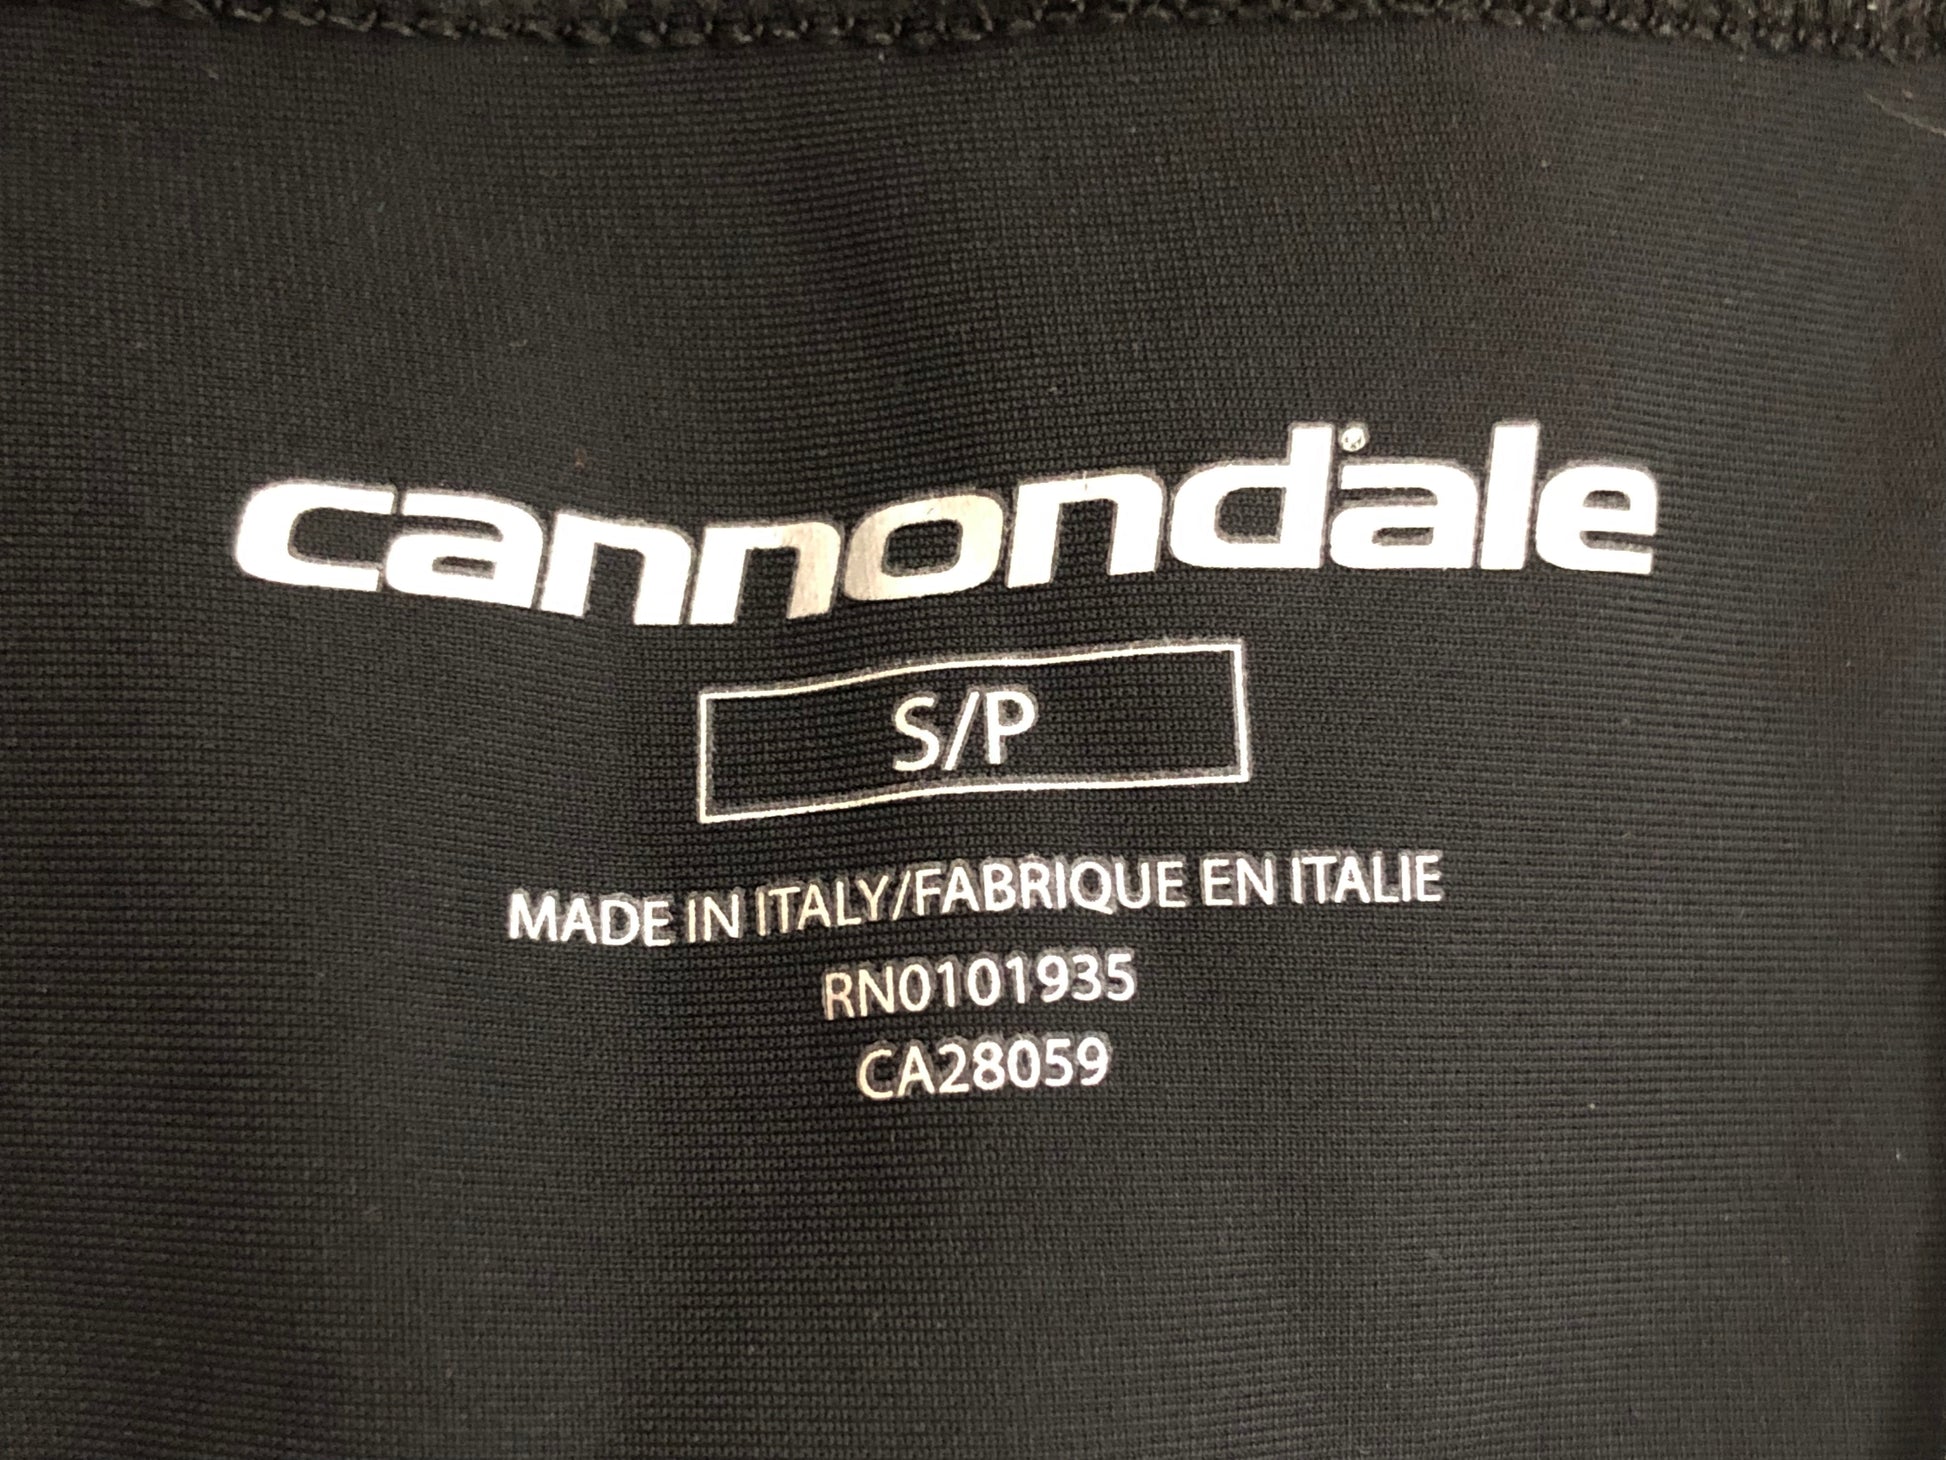 cannondale®
S/P
MADE IN ITALY/FABRIQUE EN ITALIE
RN0101935
CA28059